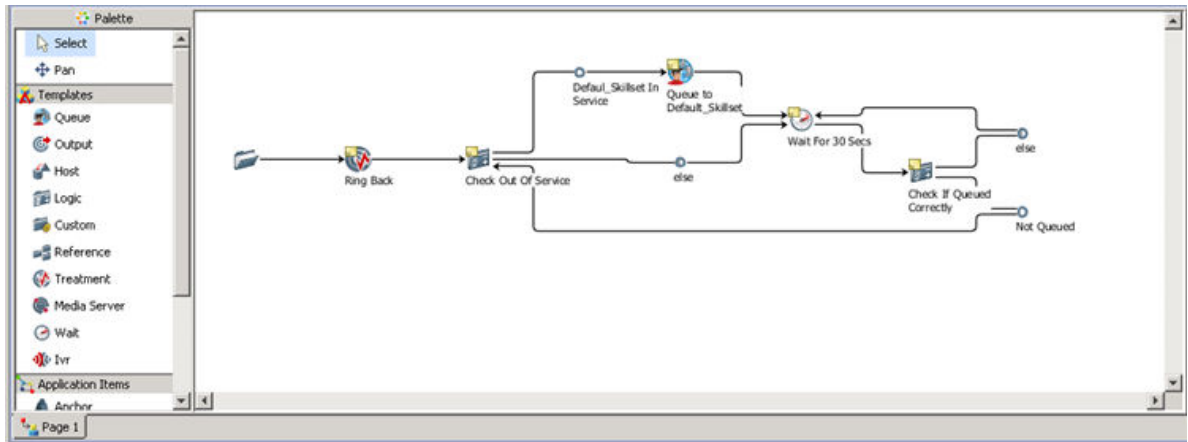 Palette
Select
Pan
Templates
Queue
Output
Host
Logic
Custom
Reference
Treatment
Media Server
Wait
Ivr
Application Items
Anchor
Ring Back
Check Out Of Service
Defaul_Skillset In
Service
Queue to
Default_Skillset
else
Wait For 30 Secs
Check If Queued
Correctly
else
Not Queued
Page 1